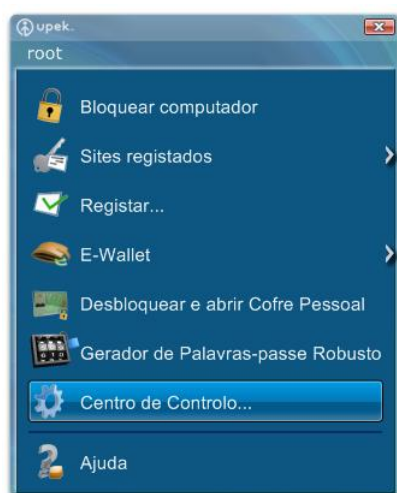 upek.
root
Bloquear computador
Sites registados
Registar...
E-Wallet
Desbloquear e abrir Cofre Pessoal
Gerador de Palavras-passe Robusto
Centro de Controlo...
Ajuda